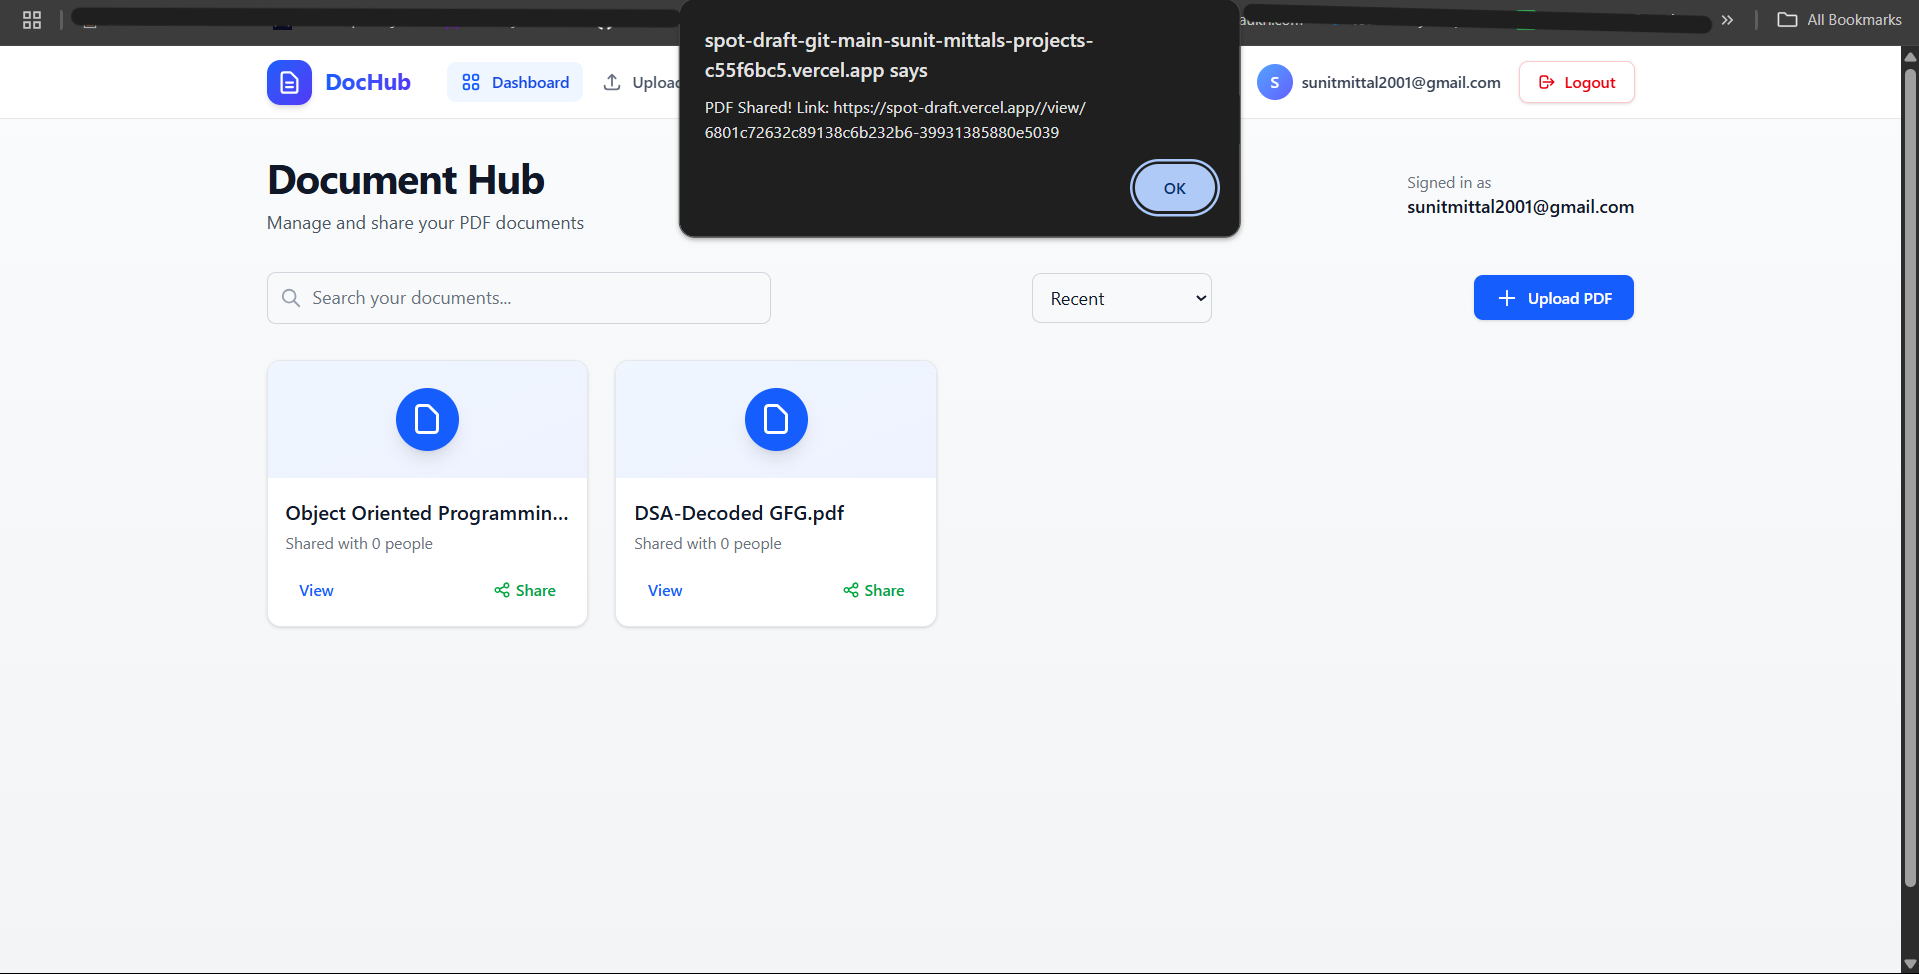 All Bookmarks
spot-draft-git-main-sunit-mittals-projects-
c55f6bc5.vercel.app says
PDF Shared! Link: https://spot-draft.vercel.app//view/
6801c72632c89138c6b232b6-39931385880e5039
OK
DocHub
Dashboard
S
sunitmittal2001@gmail.com
Logout
Document Hub
Manage and share your PDF documents
Signed in as
sunitmittal2001@gmail.com
Search your documents...
Recent
Upload PDF
Object Oriented Programmin...
Shared with 0 people
View
Share
DSA-Decoded GFG.pdf
Shared with 0 people
View
Share